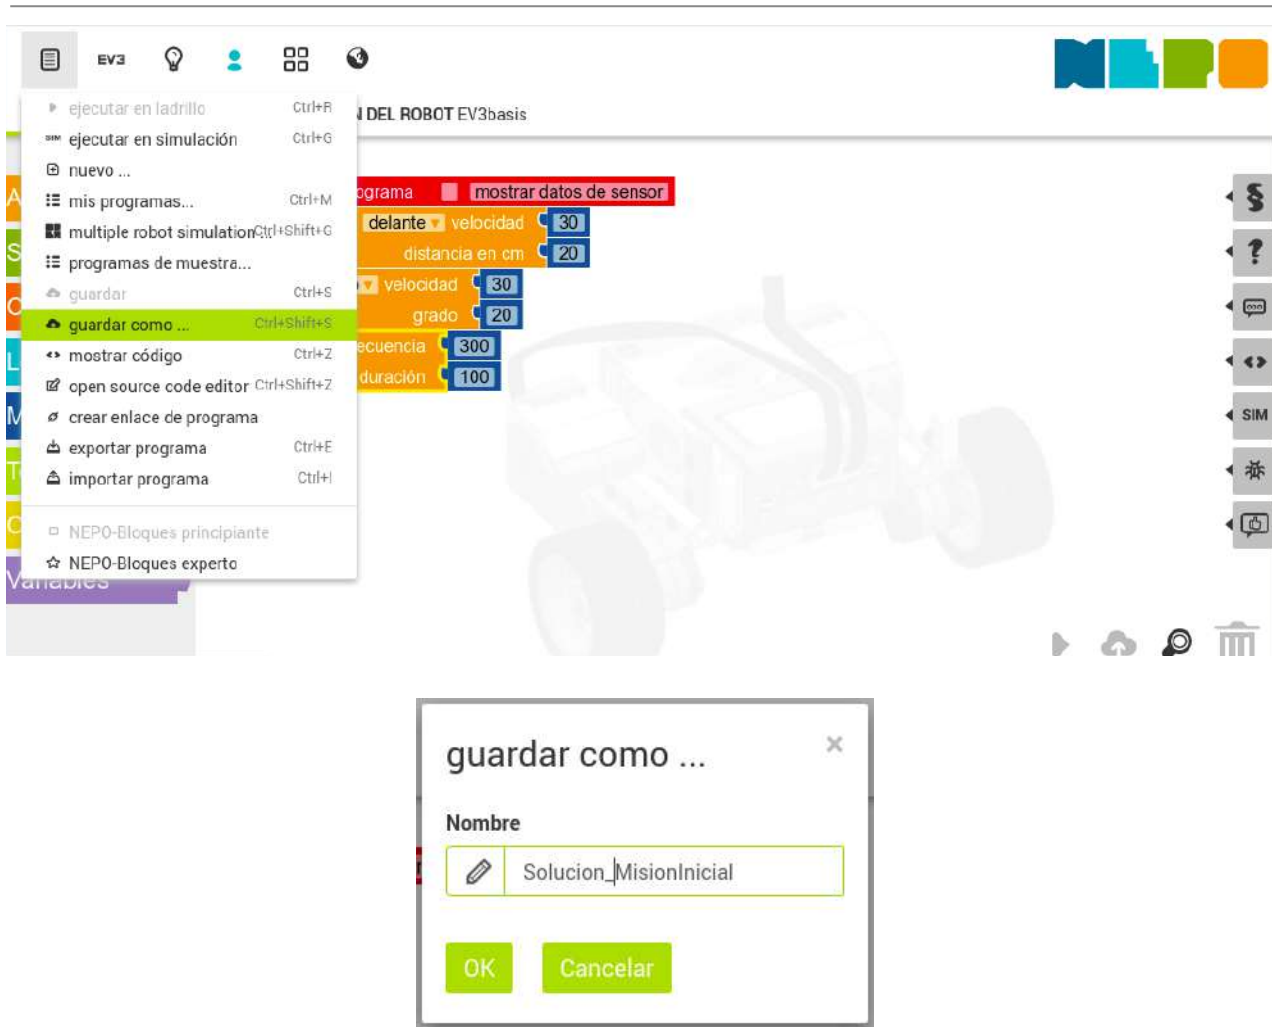 EV3
N DEL ROBOT EV3basis
ejecutar en ladrillo Ctrl+R
SIM ejecutar en simulación Ctrl+G
nuevo ...
mis programas... Ctrl+M
multiple robot simulation ... Ctrl+Shift+G
programas de muestra...
guardar Ctrl+S
guardar como ... Ctrl+Shift+S
mostrar código Ctrl+Z
open source code editor Ctrl+Shift+Z
crear enlace de programa
exportar programa Ctrl+E
importar programa Ctrl+I
NEPO-Bloques principiante
NEPO-Bloques experto
Variables
ograma mostrar datos de sensor
delante velocidad 30
distancia en cm 20
velocidad 30
grado 20
ecuencia 300
duración 100
SIM
guardar como ...
×
Nombre
Solucion_MisionInicial
OK Cancelar